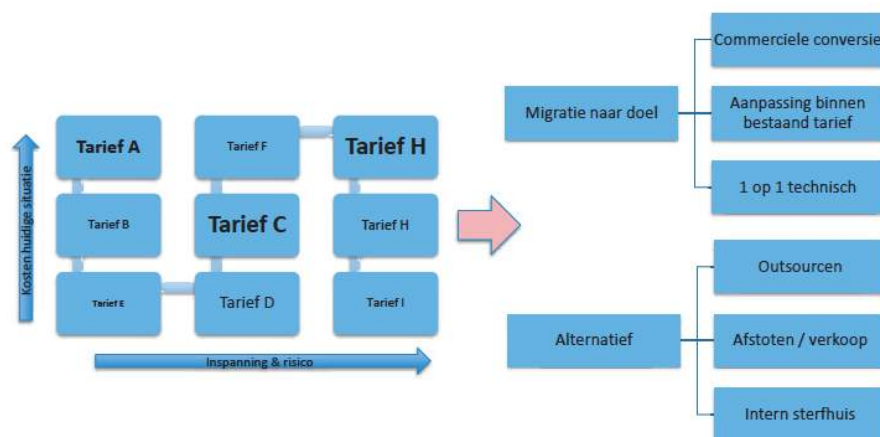 Kosten huidige situatie
Tarief A
Tarief F
Tarief H
Tarief B
Tarief C
Tarief H
Tarief E
Tarief D
Tarief I
Inspanning & risico
Migratie naar doel
Commerciele conversie
Aanpassing binnen
bestaand tarief
1 op 1 technisch
Alternatief
Outsourcen
Afstoten / verkoop
Intern sterfhuis